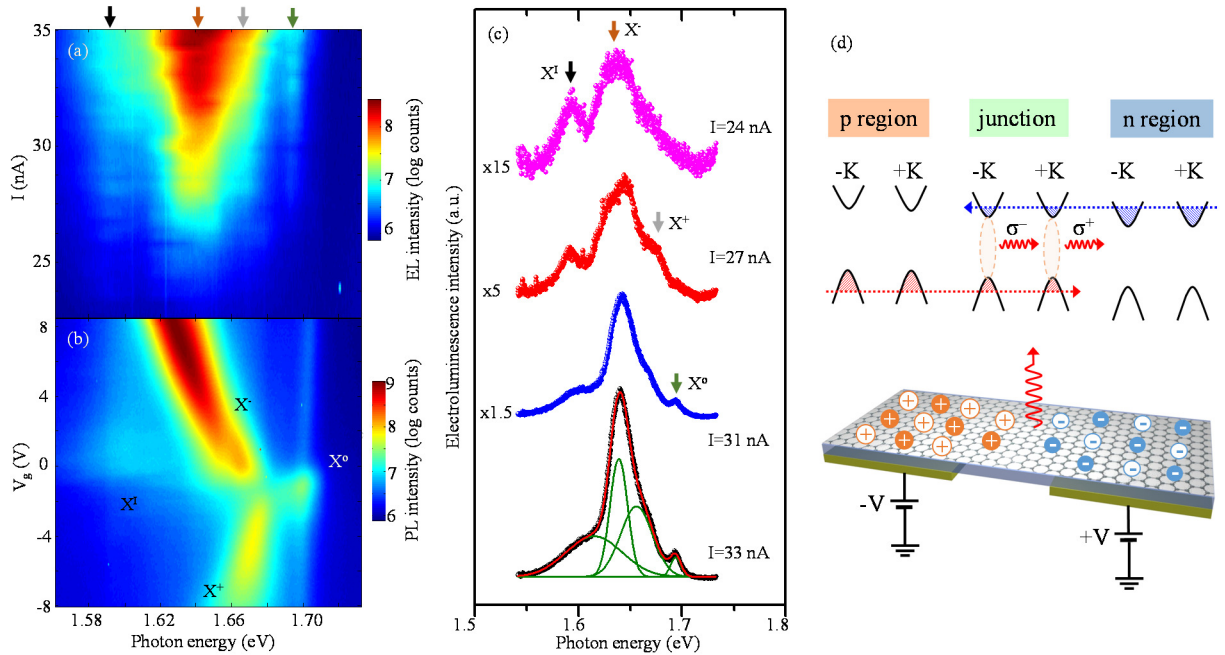 (a)
35
30
25
I (nA)
8
7
6
EL intensity (log counts)
(b)
8
4
0
-4
-8
Vg (V)
X-
X⁰
Xᴵ
X+
9
8
7
6
PL intensity (log counts)
1.58
1.62
1.66
1.70
Photon energy (eV)
(c)
X-
Xᴵ
I=24 nA
x15
X+
I=27 nA
x5
X⁰
x1.5
I=31 nA
I=33 nA
Electroluminescence intensity (a.u.)
1.5
1.6
1.7
1.8
Photon energy (eV)
(d)
p region
junction
n region
-K
+K
-K
+K
-K
+K
σ−
σ+
+ + + + + + + + + +
- - - - - - - - - - -
-V
+V